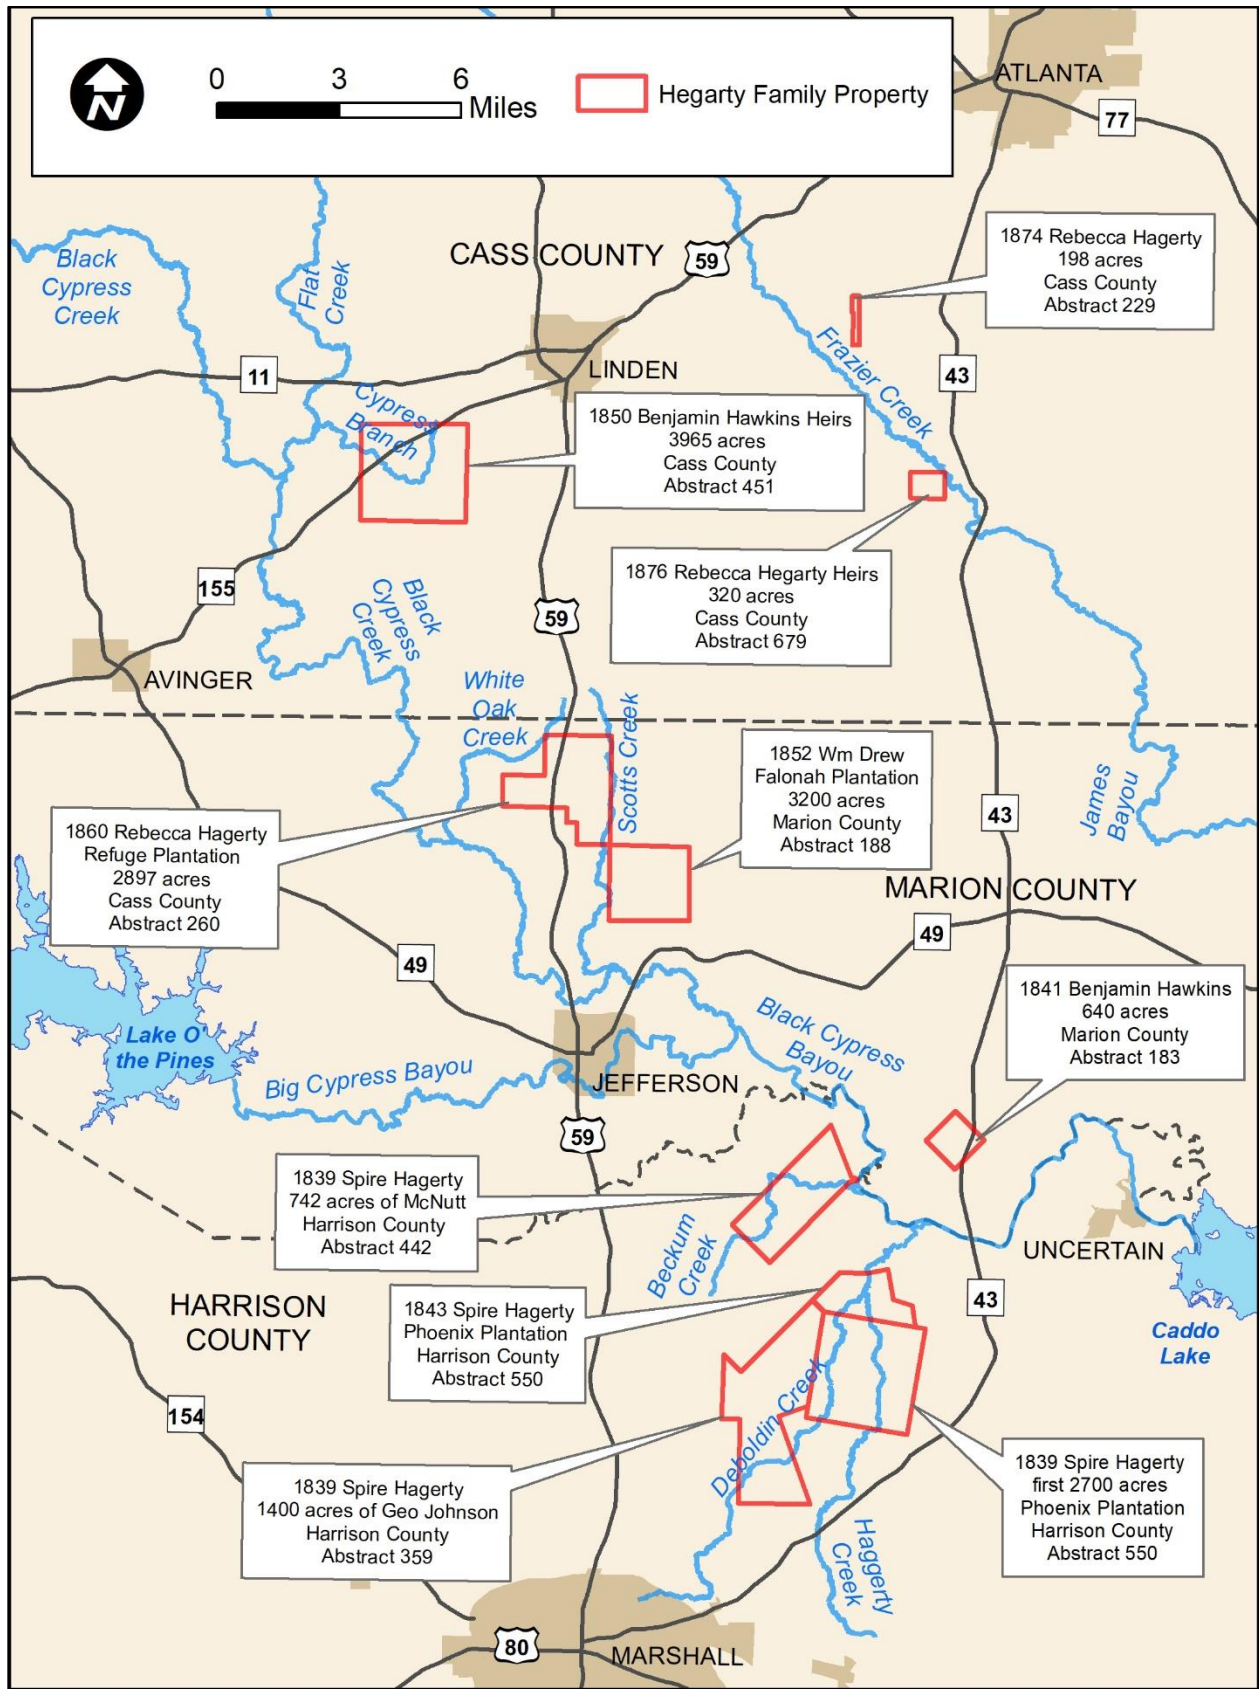 ATLANTA
N
0 3 6
Miles
Hegarty Family Property
77
CASS COUNTY
59
Black
Cypress
Creek
Flat
Creek
1874 Rebecca Hagerty
198 acres
Cass County
Abstract 229
Frazier Creek
43
11
LINDEN
Cypress
Branch
1850 Benjamin Hawkins Heirs
3965 acres
Cass County
Abstract 451
1876 Rebecca Hegarty Heirs
320 acres
Cass County
Abstract 679
155
59
Black
Cypress
Creek
AVINGER
White
Oak
Creek
Scotts Creek
1852 Wm Drew
Falonah Plantation
3200 acres
Marion County
Abstract 188
43
James
Bayou
1860 Rebecca Hagerty
Refuge Plantation
2897 acres
Cass County
Abstract 260
MARION COUNTY
49
49
1841 Benjamin Hawkins
640 acres
Marion County
Abstract 183
Lake O'
the Pines
Big Cypress Bayou
JEFFERSON
Black Cypress
Bayou
59
1839 Spire Hagerty
742 acres of McNutt
Harrison County
Abstract 442
Beckum
Creek
UNCERTAIN
43
Caddo
Lake
HARRISON
COUNTY
1843 Spire Hagerty
Phoenix Plantation
Harrison County
Abstract 550
154
Deboldin Creek
1839 Spire Hagerty
1400 acres of Geo Johnson
Harrison County
Abstract 359
1839 Spire Hagerty
first 2700 acres
Phoenix Plantation
Harrison County
Abstract 550
Haggerty
Creek
80
MARSHALL